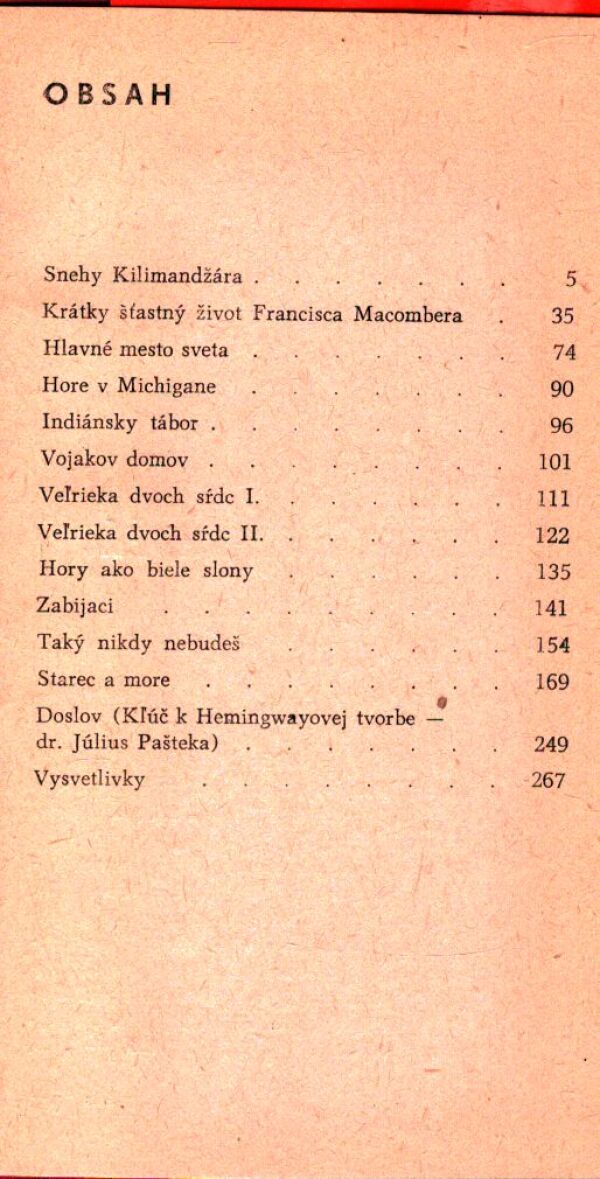 OBSAH
Snehy Kilimandžára . . . . . . . 5
Krátky šťastný život Francisca Macombera . 35
Hlavné mesto sveta . . . . . . . 74
Hore v Michigane . . . . . . . 90
Indiánsky tábor . . . . . . . . 96
Vojakov domov . . . . . . . . 101
Veľrieka dvoch sŕdc I. . . . . . . 111
Veľrieka dvoch sŕdc II. . . . . . . 122
Hory ako biele slony . . . . . . 135
Zabijaci . . . . . . . . . 141
Taký nikdy nebudeš . . . . . . 154
Starec a more . . . . . . . . 169
Doslov (Kľúč k Hemingwayovej tvorbe —
dr. Július Pašteka) . . . . . . . 249
Vysvetlivky . . . . . . . . 267